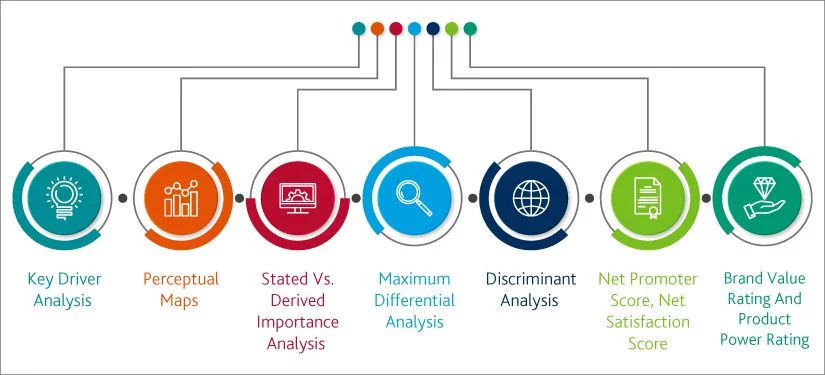 Key Driver
Analysis
Perceptual
Maps
Stated Vs.
Derived
Importance
Analysis
Maximum
Differential
Analysis
Discriminant
Analysis
Net Promoter
Score, Net
Satisfaction
Score
Brand Value
Rating And
Product
Power Rating